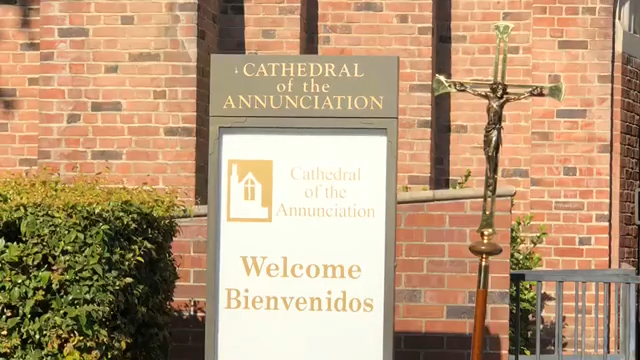 CATHEDRAL
of the
ANNUNCIATION
Cathedral
of the
Annunciation
Welcome
Bienvenidos